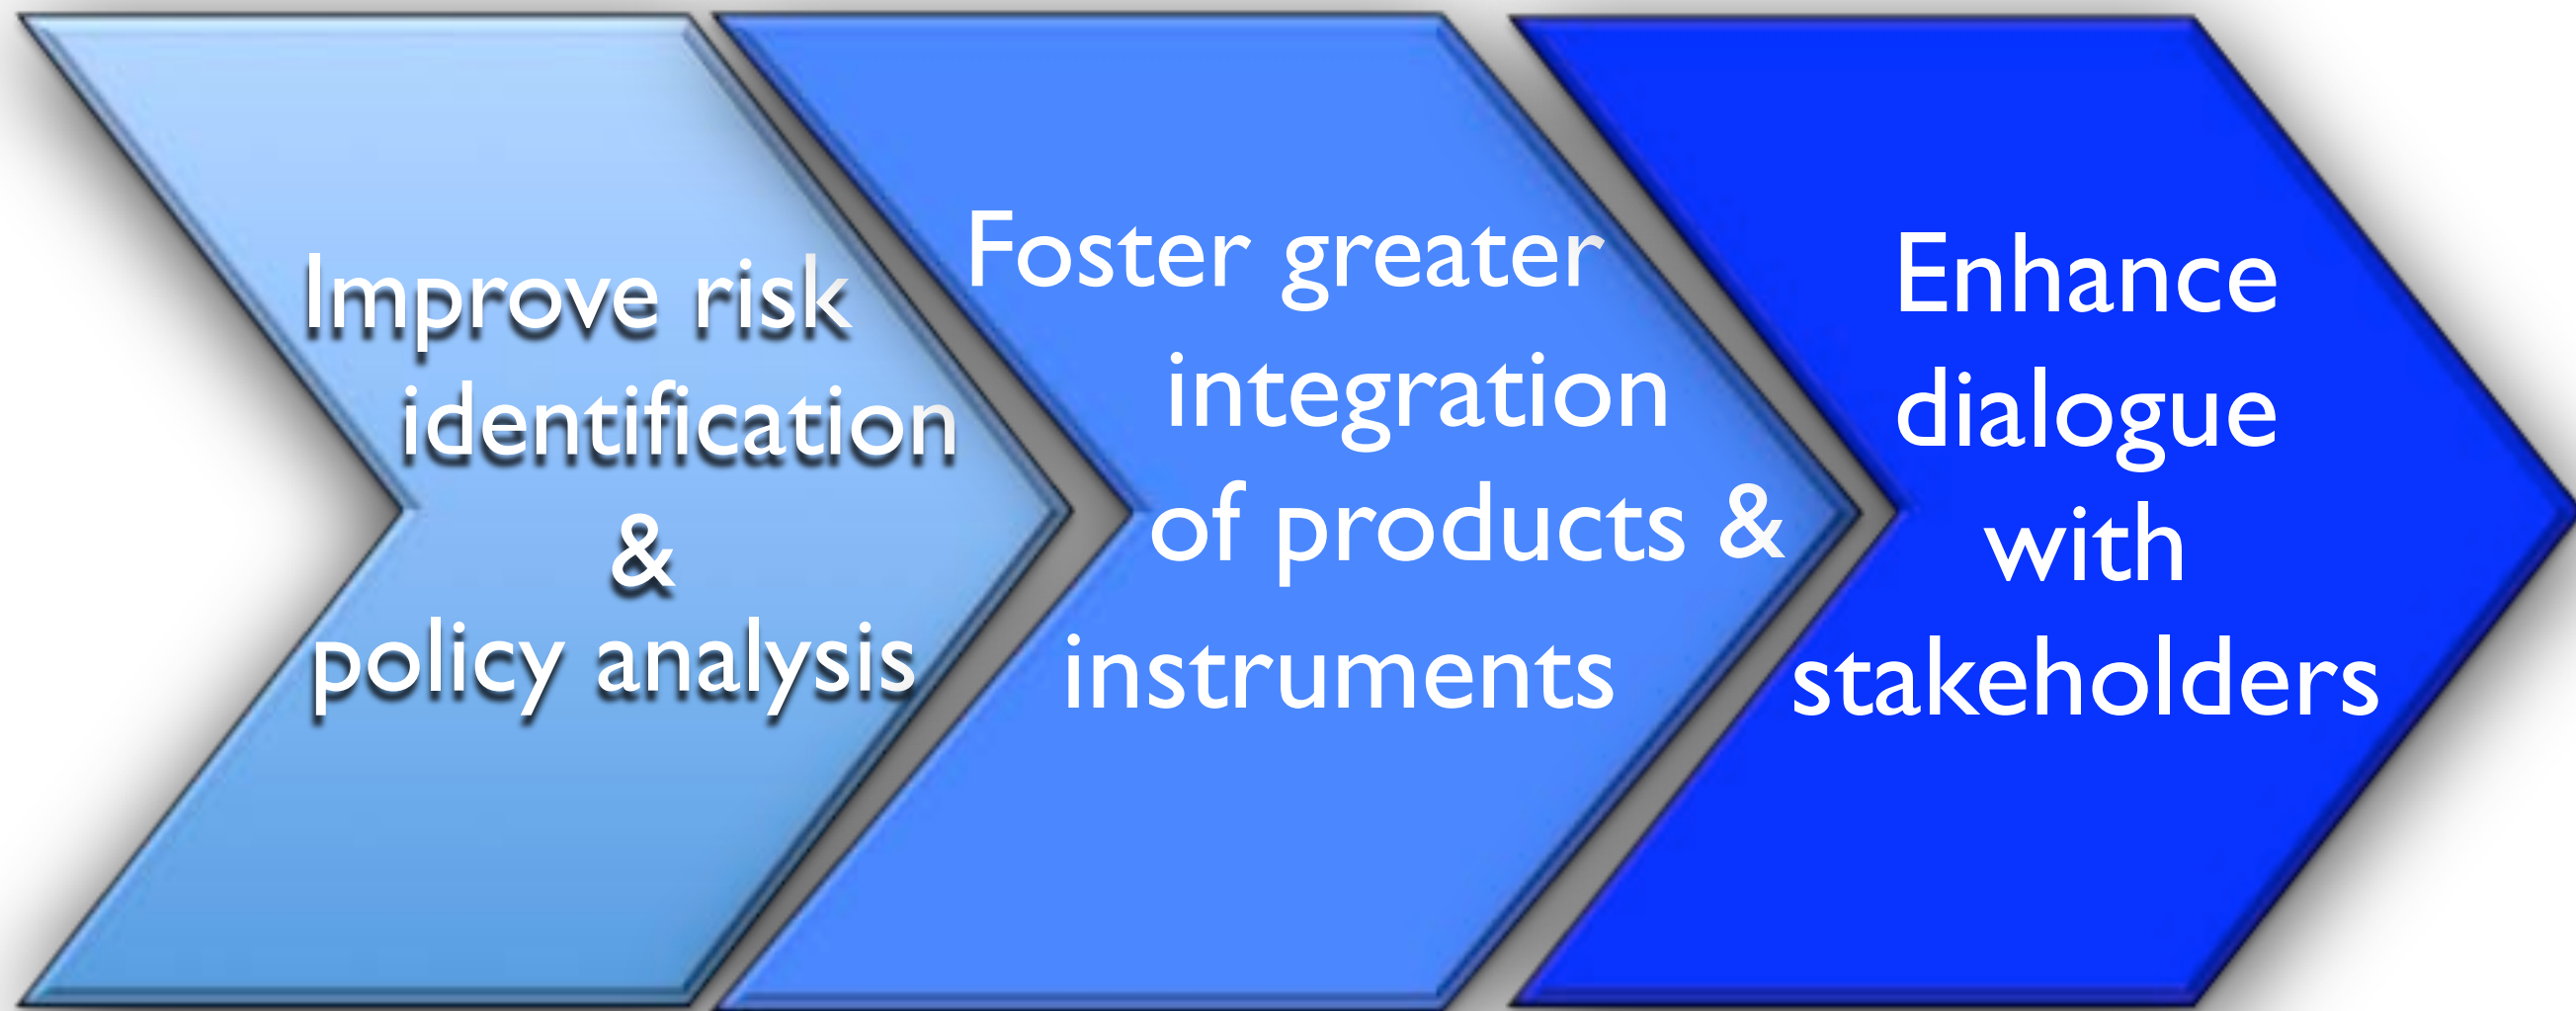 Improve risk
identification
&
policy analysis
Foster greater
integration
of products &
instruments
Enhance
dialogue
with
stakeholders